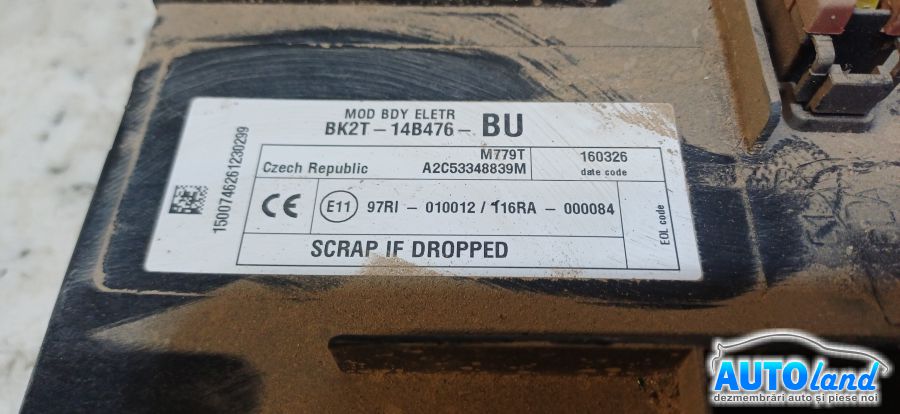 MOD BDY ELETR
BK2T-14B476-BU
M779T
160326
Czech Republic
A2C53348839M
date code
CE
E11
97RI - 010012 / 116RA - 000084
SCRAP IF DROPPED
EOL code
1500746261230299
AUTOland
dezmembrări auto și piese noi